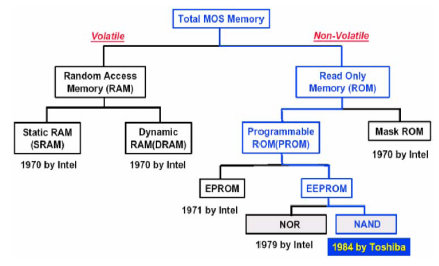 Total MOS Memory
Volatile
Non-Volatile
Random Access
Memory (RAM)
Read Only
Memory (ROM)
Static RAM
(SRAM)
Dynamic
RAM(DRAM)
Programmable
ROM(PROM)
Mask ROM
1970 by Intel
1970 by Intel
1970 by Intel
EPROM
EEPROM
1971 by Intel
NOR
NAND
1979 by Intel
1984 by Toshiba